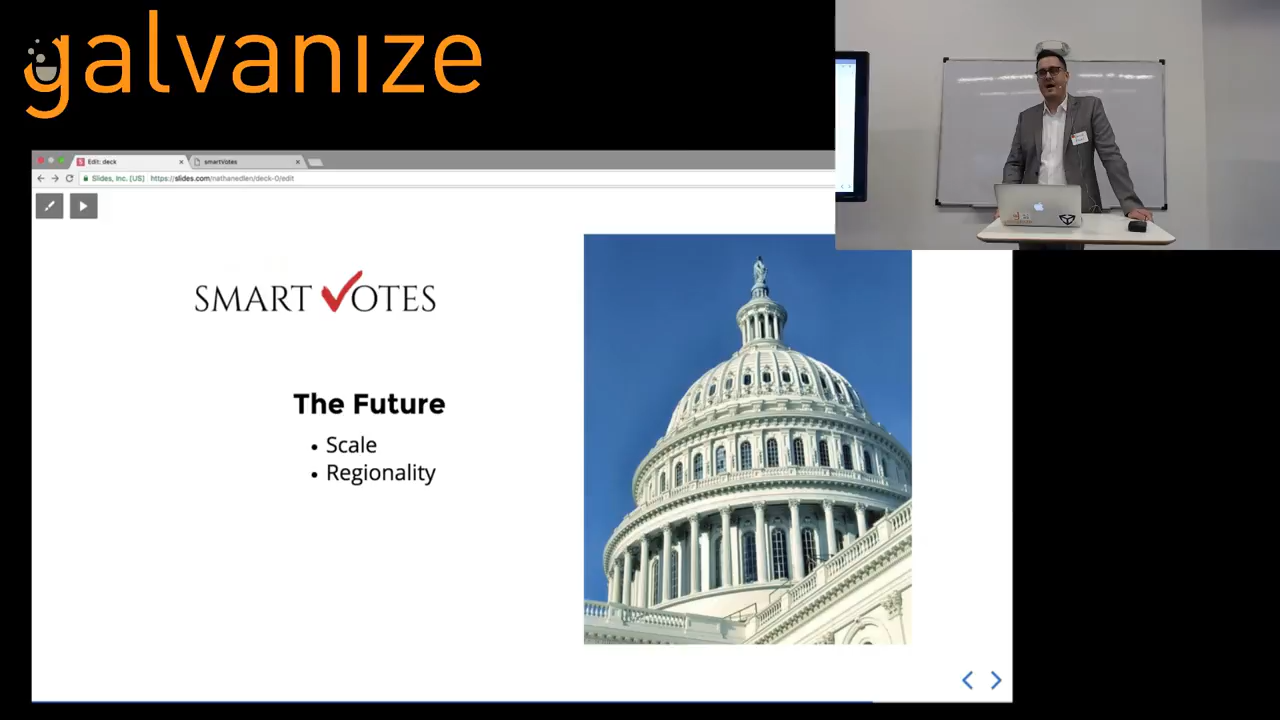 galvanize
Edit: deck
smartVotes
Slides, Inc. [US]
https://slides.com/nathanedlen/deck-0/edit
SMART VOTES
The Future
• Scale
• Regionality